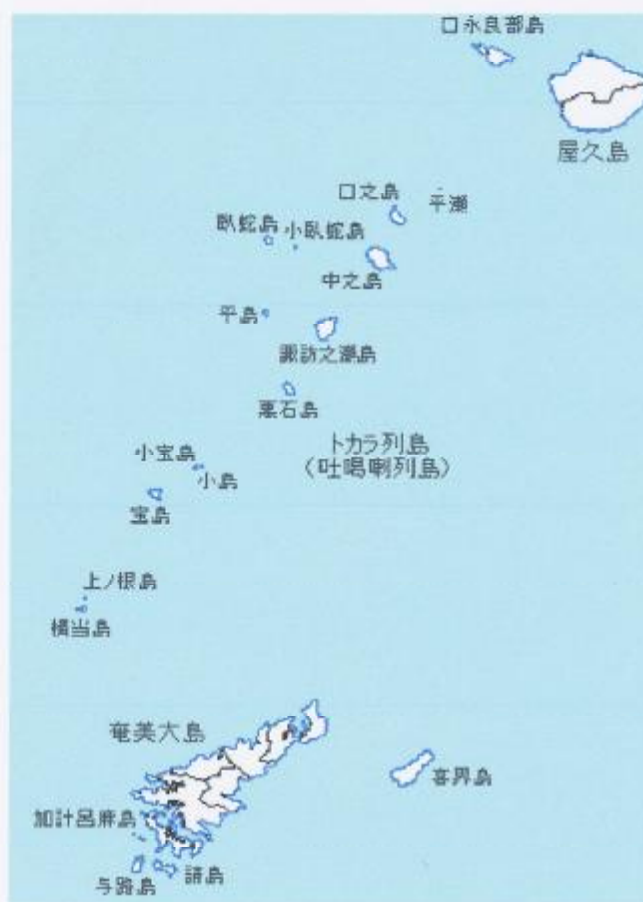 口永良部島
屋久島
口之島
平瀬
臥蛇島
小臥蛇島
中之島
平島
諏訪之瀬島
悪石島
トカラ列島
(吐噶喇列島)
小宝島
小島
宝島
上ノ根島
横当島
奄美大島
喜界島
加計呂麻島
与路島
請島